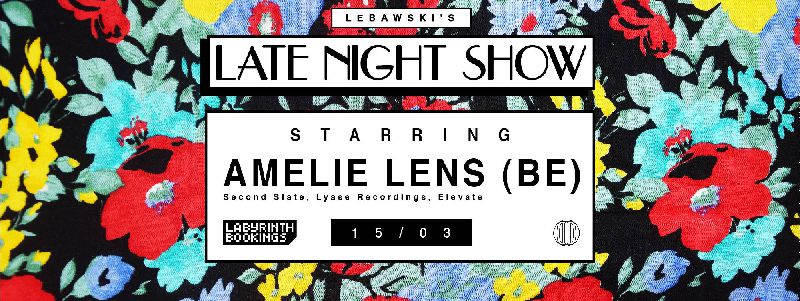 LEBAWSKI'S
LATE NIGHT SHOW
STARRING
AMELIE LENS (BE)
Second State, Lyase Recordings, Elevate
LABYRINTH
BOOKINGS
15/03